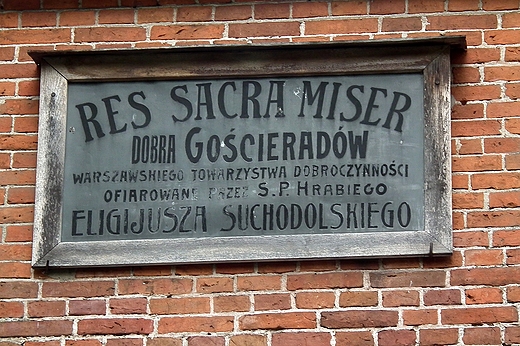 RES SACRA MISER
DOBRA GOŚCIERADÓW
WARSZAWSKIEGO TOWARZYSTWA DOBROCZYNNOŚCI
OFIAROWANE PRZEZ Ś.P. HRABIEGO
ELIGIJUSZA SUCHODOLSKIEGO